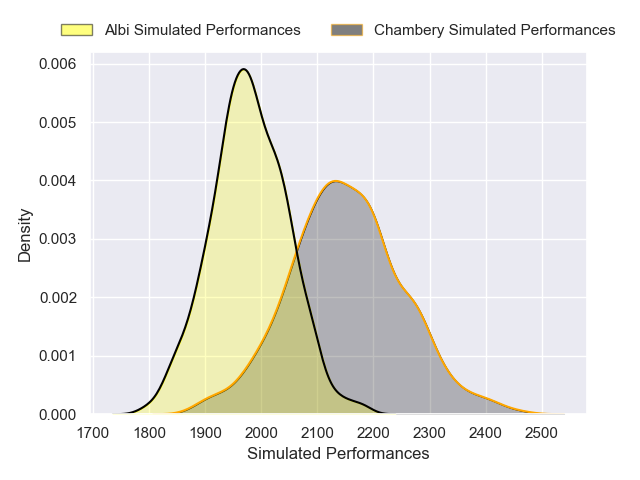 Albi Simulated Performances Chambery Simulated Performances
0.006
0.005
0.004
0.003
0.002
0.001
0.000
Density
1700 1800 1900 2000 2100 2200 2300 2400 2500
Simulated Performances